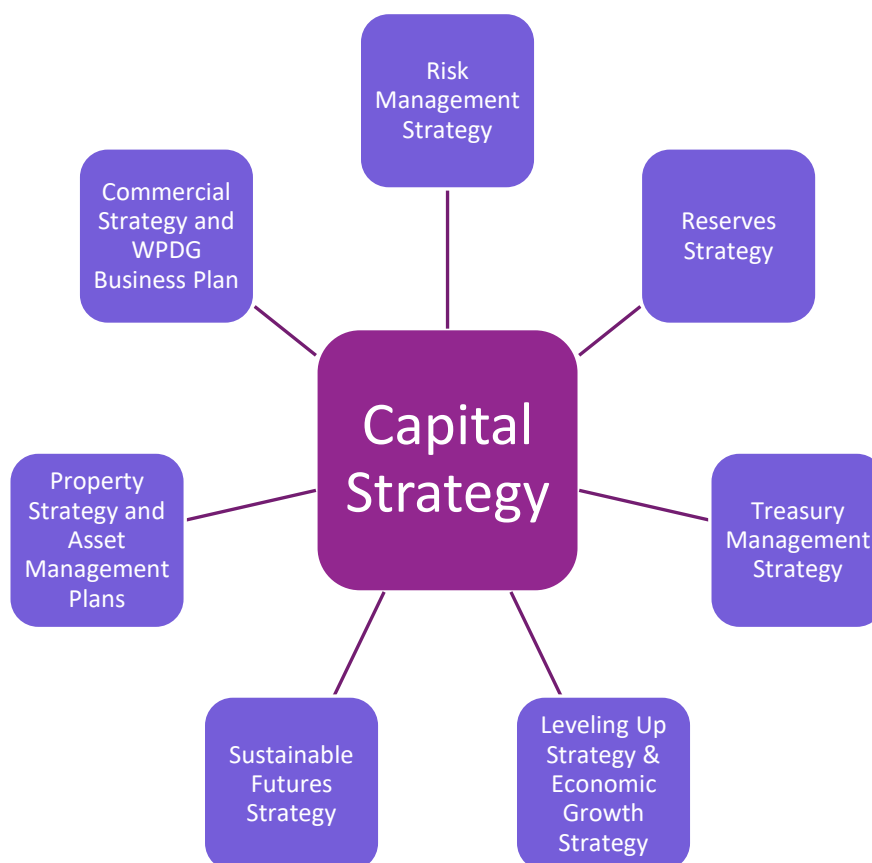 Risk
Management
Strategy
Commercial
Strategy and
WPDG
Business Plan
Reserves
Strategy
Capital
Strategy
Property
Strategy and
Asset
Management
Plans
Treasury
Management
Strategy
Sustainable
Futures
Strategy
Leveling Up
Strategy &
Economic
Growth
Strategy